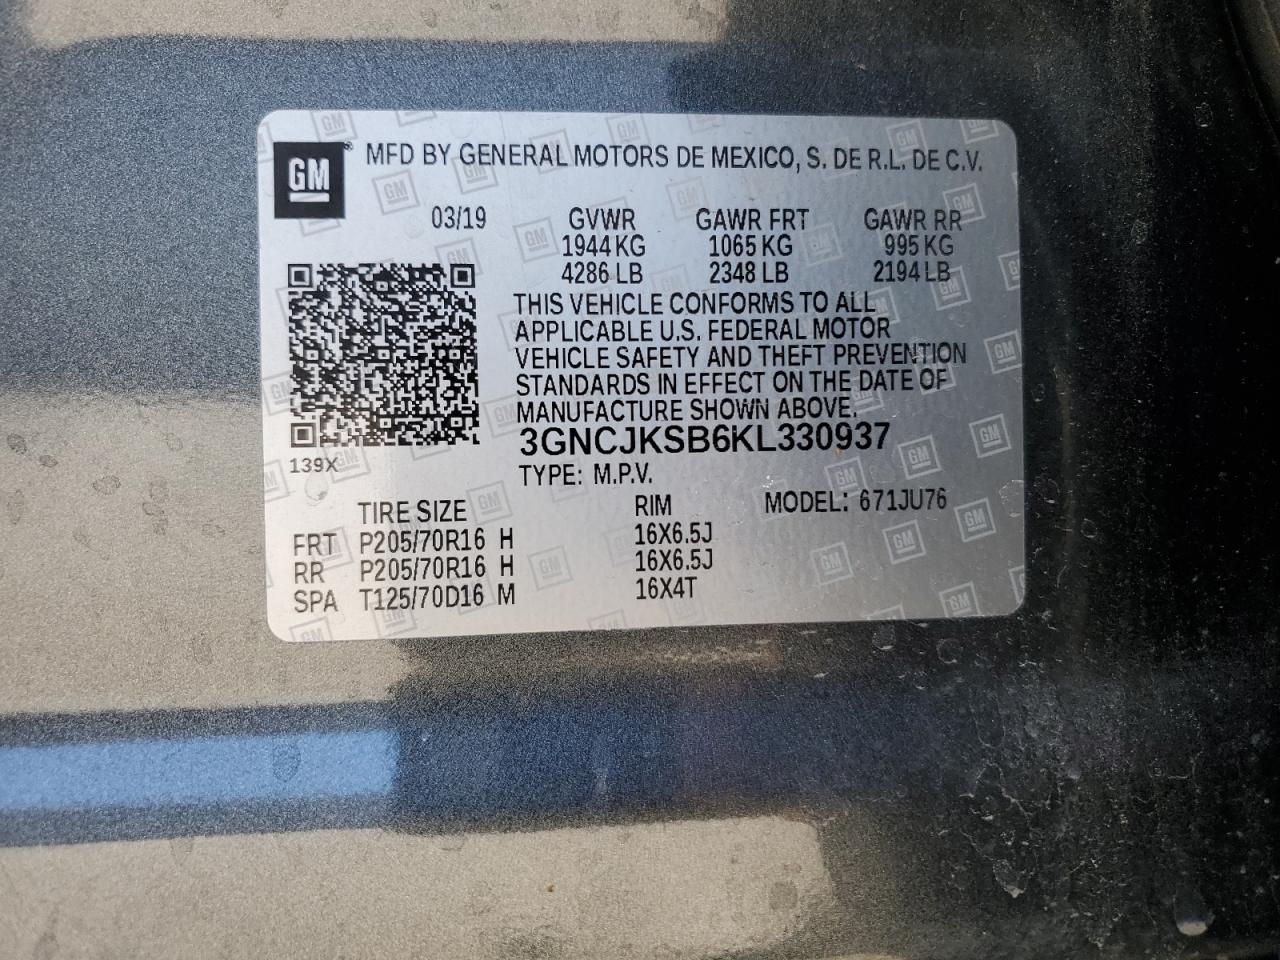 GM MFD BY GENERAL MOTORS DE MEXICO, S. DE R.L. DE C.V.
03/19 GVWR GAWR FRT GAWR RR
1944 KG 1065 KG 995 KG
4286 LB 2348 LB 2194 LB
THIS VEHICLE CONFORMS TO ALL
APPLICABLE U.S. FEDERAL MOTOR
VEHICLE SAFETY AND THEFT PREVENTION
STANDARDS IN EFFECT ON THE DATE OF
MANUFACTURE SHOWN ABOVE.
3GNCJKSB6KL330937
139X
TYPE: M.P.V.
TIRE SIZE RIM MODEL: 671JU76
FRT P205/70R16 H 16X6.5J
RR P205/70R16 H 16X6.5J
SPA T125/70D16 M 16X4T